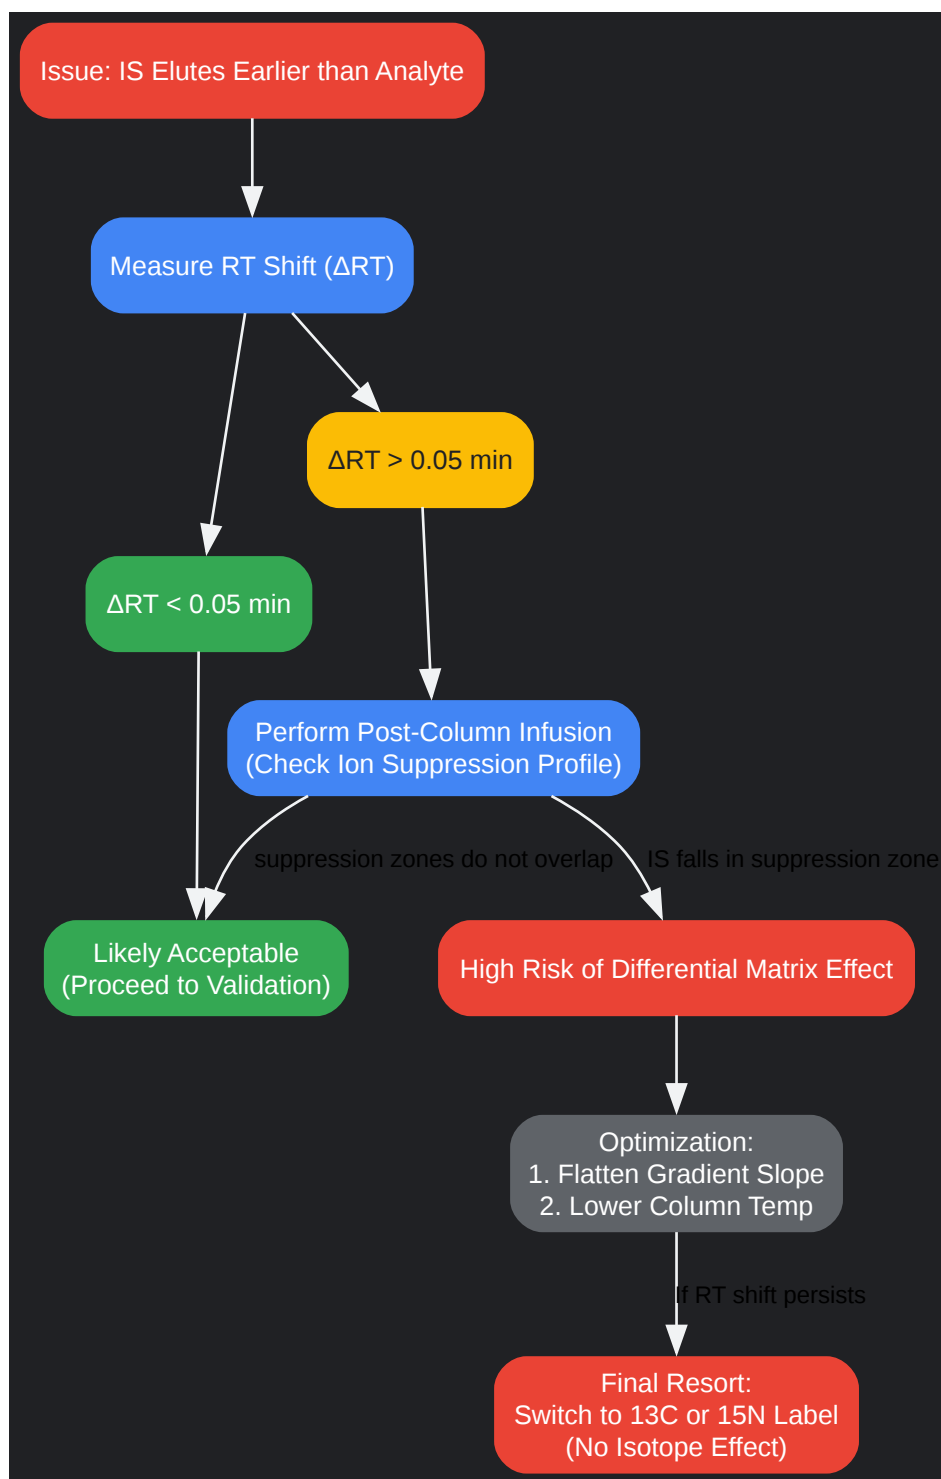 Issue: IS Elutes Earlier than Analyte
Measure RT Shift (ΔRT)
ΔRT > 0.05 min
ΔRT < 0.05 min
Perform Post-Column Infusion
(Check Ion Suppression Profile)
suppression zones do not overlap
IS falls in suppression zone
Likely Acceptable
(Proceed to Validation)
High Risk of Differential Matrix Effect
Optimization:
1. Flatten Gradient Slope
2. Lower Column Temp
If RT shift persists
Final Resort:
Switch to 13C or 15N Label
(No Isotope Effect)